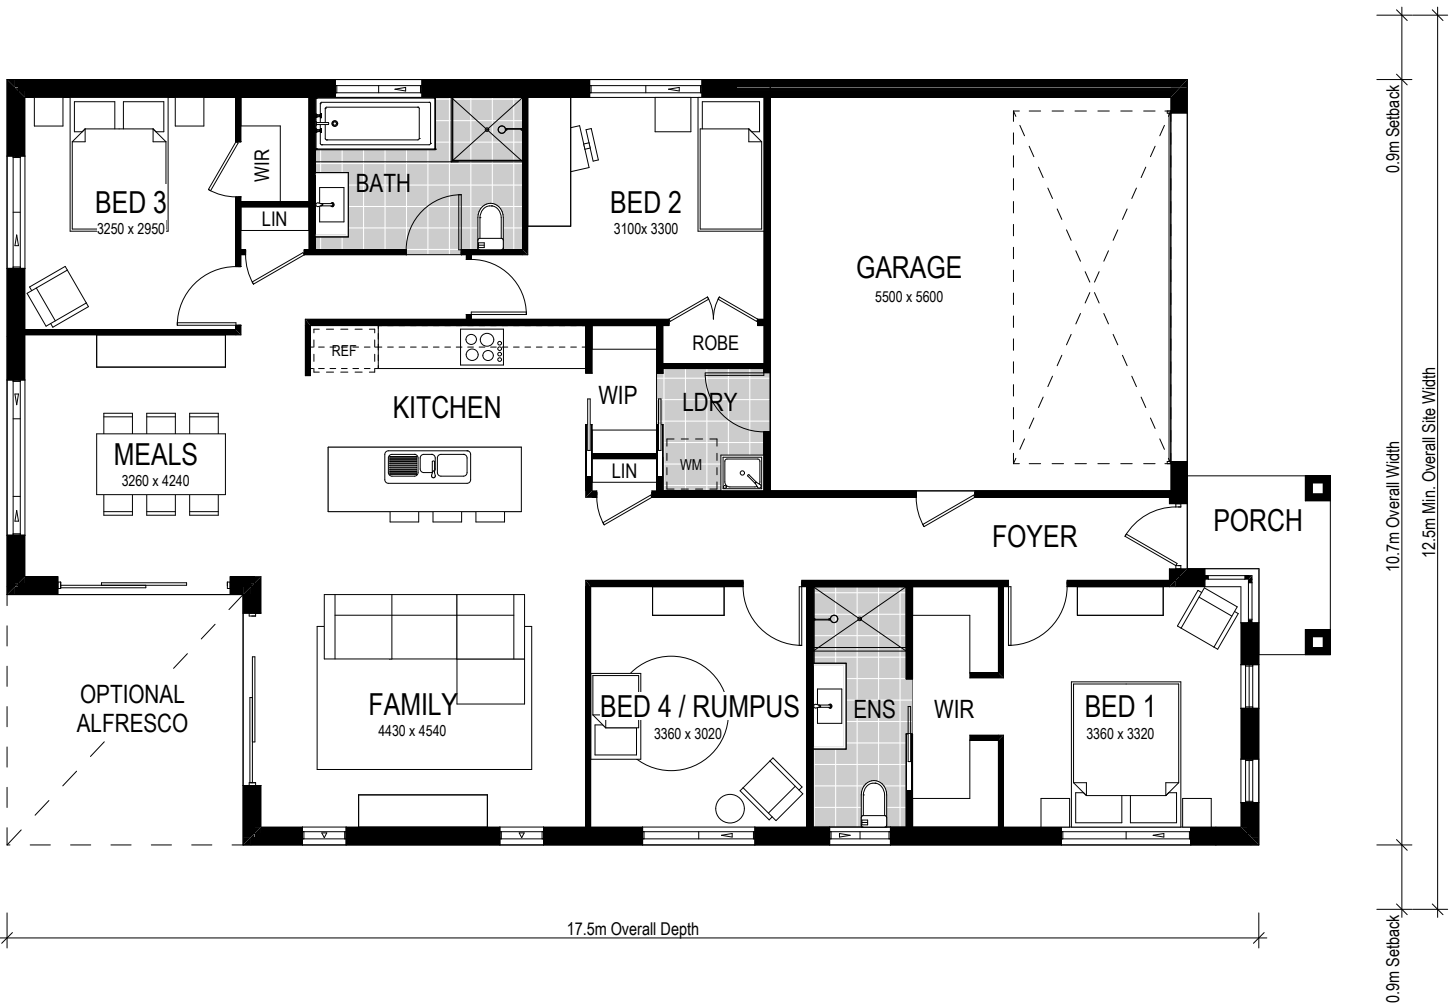 BED 3
3250 x 2950
WIR
LIN
BATH
BED 2
3100x 3300
GARAGE
5500 x 5600
ROBE
REF
KITCHEN
WIP
LDRY
WM
LIN
MEALS
3260 x 4240
FOYER
PORCH
OPTIONAL
ALFRESCO
FAMILY
4430 x 4540
BED 4 / RUMPUS
3360 x 3020
ENS
WIR
BED 1
3360 x 3320
17.5m Overall Depth
0.9m Setback
10.7m Overall Width
12.5m Min. Overall Site Width
0.9m Setback